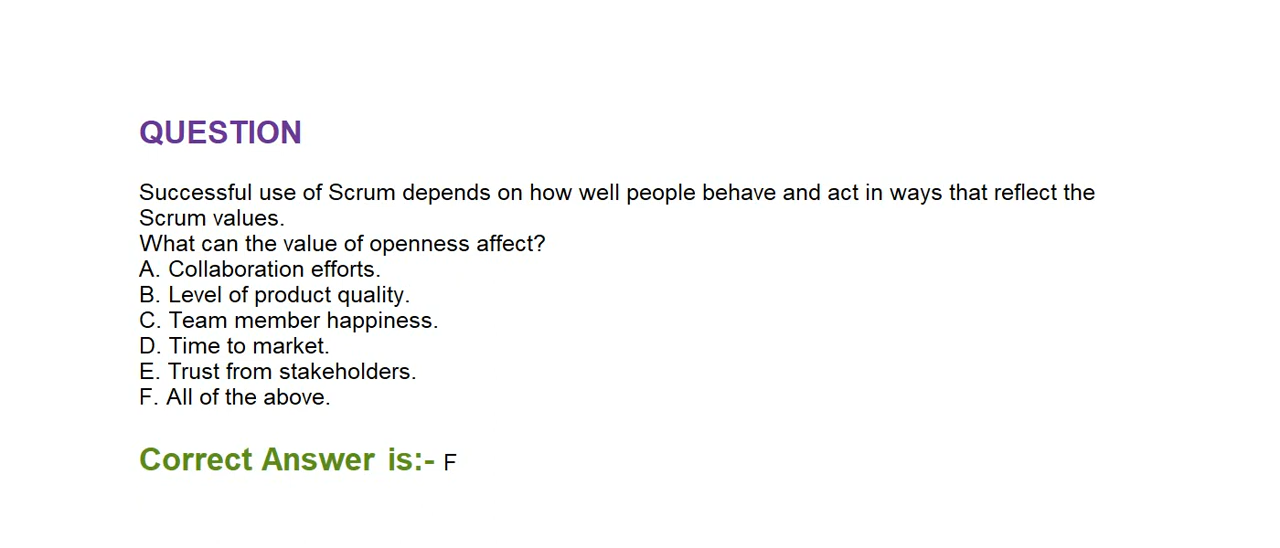 QUESTION
Successful use of Scrum depends on how well people behave and act in ways that reflect the
Scrum values.
What can the value of openness affect?
A. Collaboration efforts.
B. Level of product quality.
C. Team member happiness.
D. Time to market.
E. Trust from stakeholders.
F. All of the above.
Correct Answer is:- F